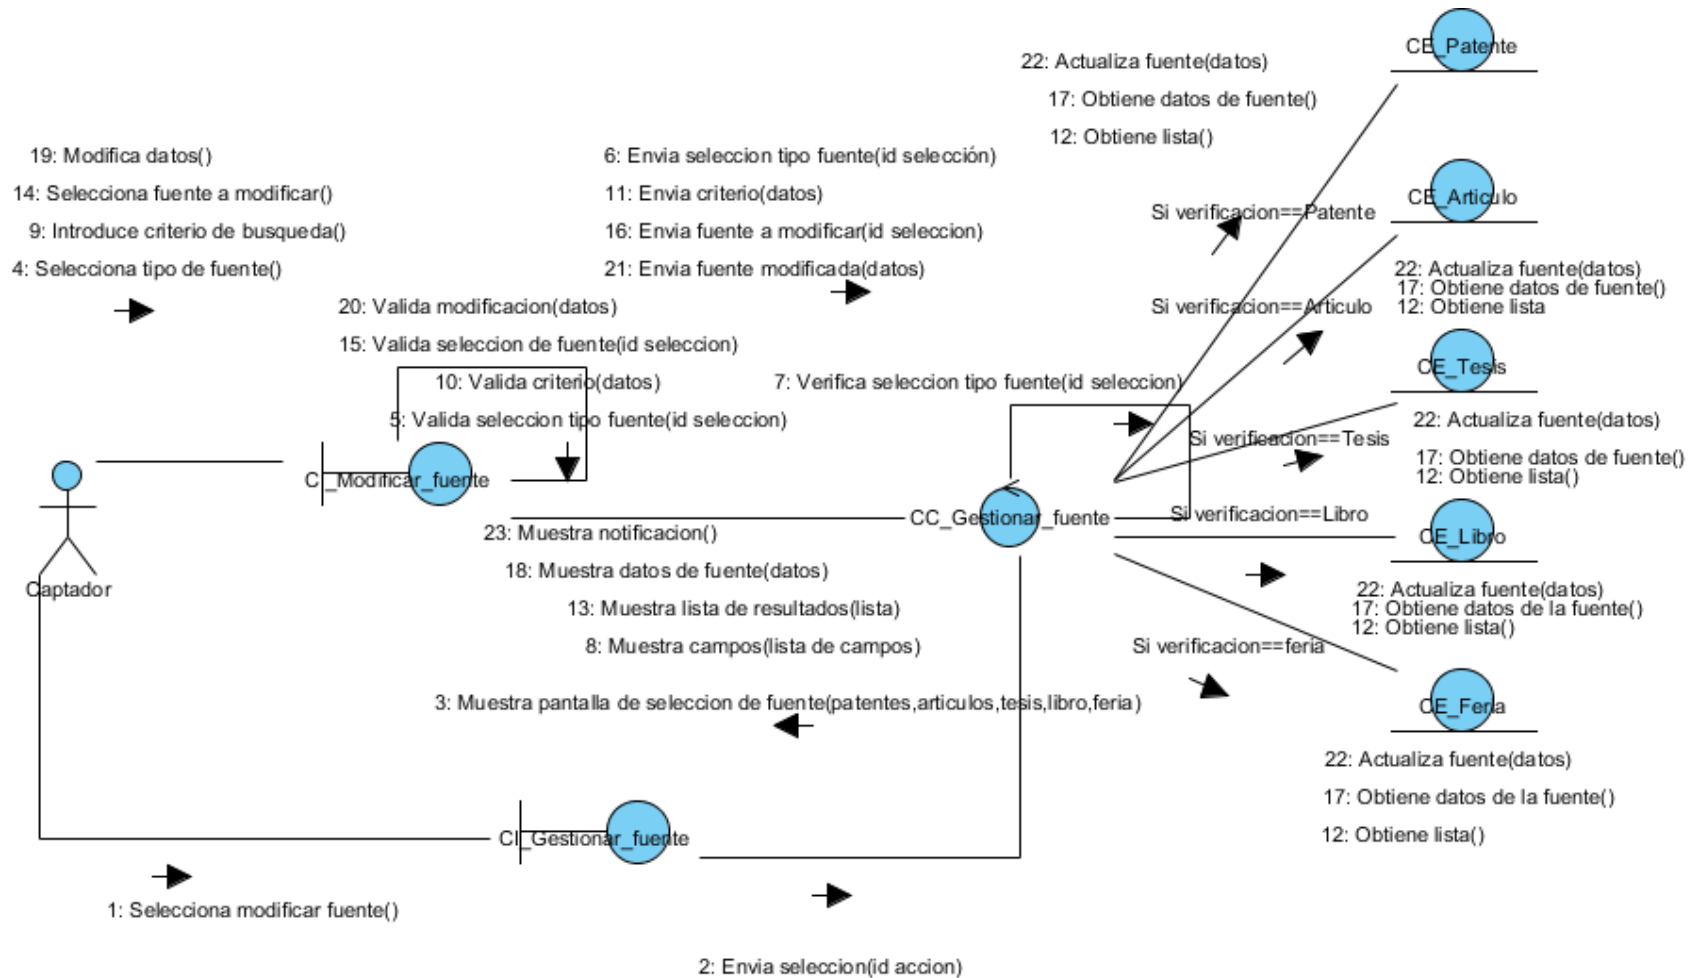 CE_Patente
22: Actualiza fuente(datos)
17: Obtiene datos de fuente()
12: Obtiene lista()
19: Modifica datos()
14: Selecciona fuente a modificar()
9: Introduce criterio de busqueda()
4: Selecciona tipo de fuente()
6: Envia seleccion tipo fuente(id selección)
11: Envia criterio(datos)
16: Envia fuente a modificar(id seleccion)
21: Envia fuente modificada(datos)
Si verificacion==Patente
CE_Articulo
22: Actualiza fuente(datos)
17: Obtiene datos de fuente()
12: Obtiene lista
Si verificacion==Articulo
20: Valida modificacion(datos)
15: Valida seleccion de fuente(id seleccion)
10: Valida criterio(datos)
5: Valida seleccion tipo fuente(id seleccion)
7: Verifica seleccion tipo fuente(id seleccion)
CE_Tesis
22: Actualiza fuente(datos)
17: Obtiene datos de fuente()
12: Obtiene lista()
Si verificacion==Tesis
CI_Modificar_fuente
CC_Gestionar_fuente
Si verificacion==Libro
CE_Libro
22: Actualiza fuente(datos)
17: Obtiene datos de la fuente()
12: Obtiene lista()
Captador
23: Muestra notificacion()
18: Muestra datos de fuente(datos)
13: Muestra lista de resultados(lista)
8: Muestra campos(lista de campos)
3: Muestra pantalla de seleccion de fuente(patentes,articulos,tesis,libro,feria)
Si verificacion==feria
CE_Feria
22: Actualiza fuente(datos)
17: Obtiene datos de la fuente()
12: Obtiene lista()
CI_Gestionar_fuente
1: Selecciona modificar fuente()
2: Envia seleccion(id accion)